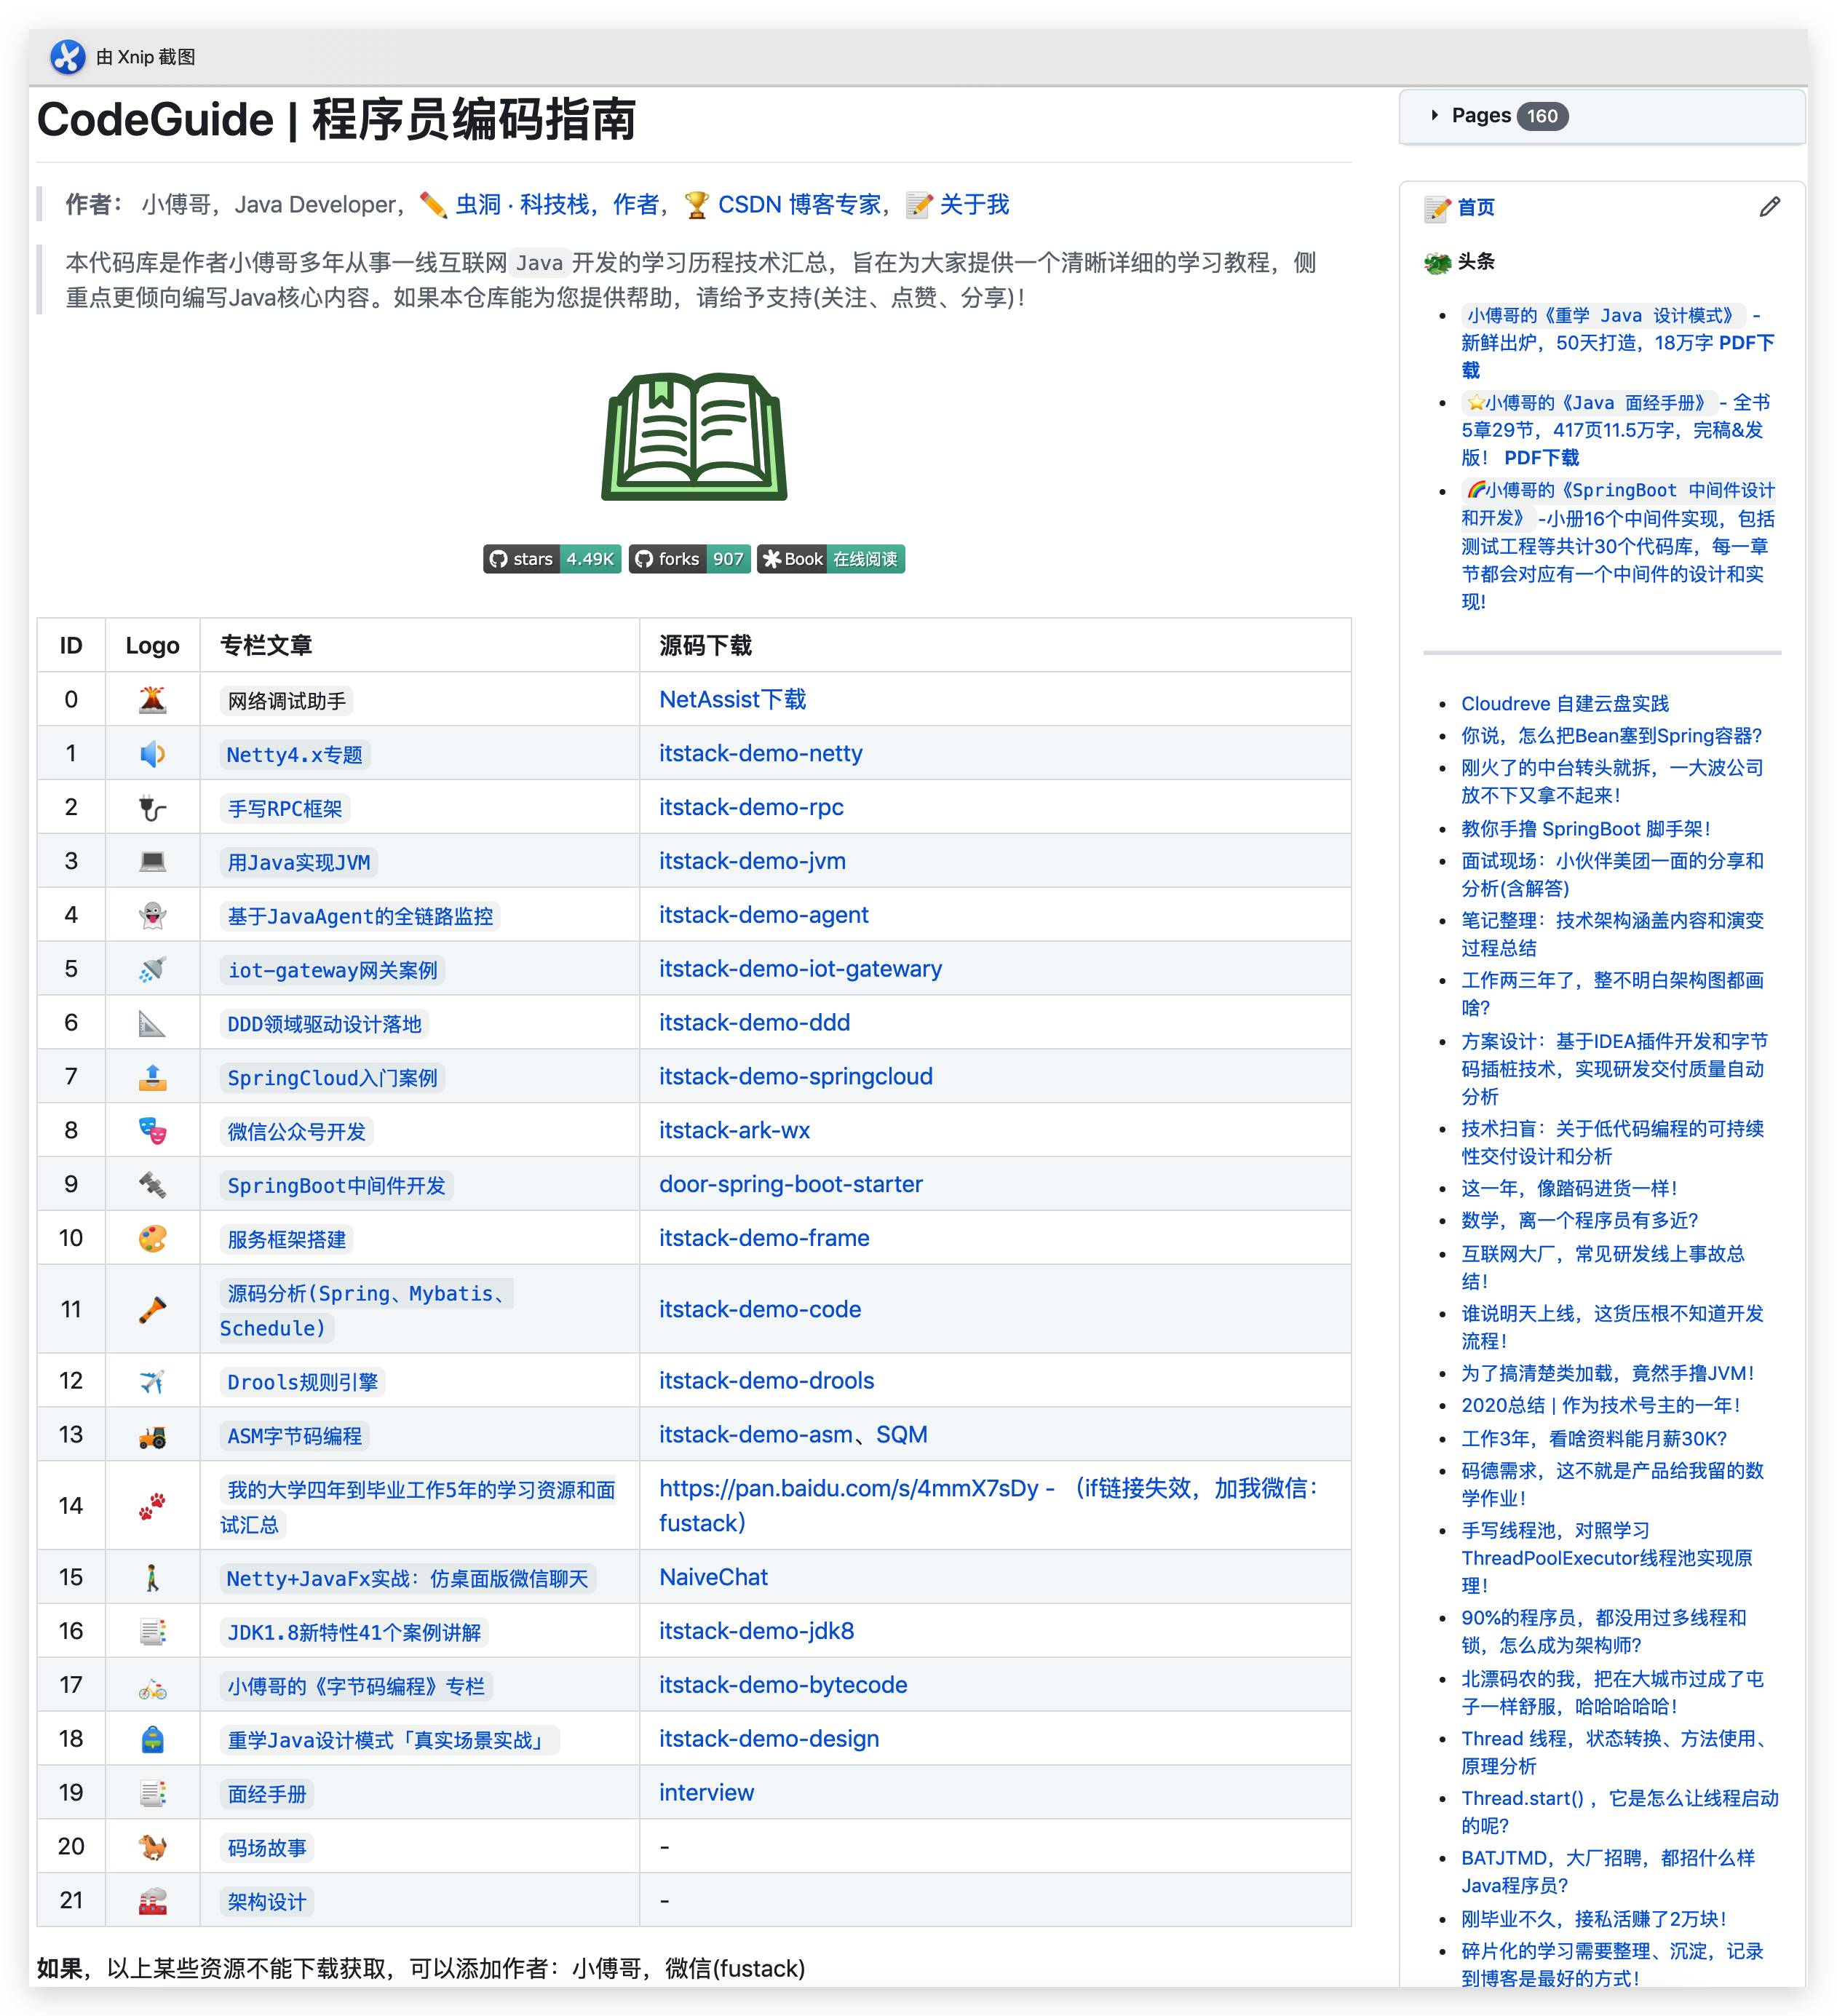 由 Xnip 截图
CodeGuide | 程序员编码指南
作者： 小傅哥，Java Developer， 虫洞 · 科技栈，作者， CSDN 博客专家， 关于我
本代码库是作者小傅哥多年从事一线互联网 Java 开发的学习历程技术汇总，旨在为大家提供一个清晰详细的学习教程，侧
重点更倾向编写Java核心内容。如果本仓库能为您提供帮助，请给予支持(关注、点赞、分享)！
stars 4.49K forks 907 Book 在线阅读
ID Logo 专栏文章 源码下载
0 网络调试助手 NetAssist下载
1 Netty4.x专题 itstack-demo-netty
2 手写RPC框架 itstack-demo-rpc
3 用Java实现JVM itstack-demo-jvm
4 基于JavaAgent的全链路监控 itstack-demo-agent
5 iot-gateway网关案例 itstack-demo-iot-gatewary
6 DDD领域驱动设计落地 itstack-demo-ddd
7 SpringCloud入门案例 itstack-demo-springcloud
8 微信公众号开发 itstack-ark-wx
9 SpringBoot中间件开发 door-spring-boot-starter
10 服务框架搭建 itstack-demo-frame
11 源码分析(Spring、Mybatis、 itstack-demo-code
Schedule)
12 Drools规则引擎 itstack-demo-drools
13 ASM字节码编程 itstack-demo-asm、SQM
14 我的大学四年到毕业工作5年的学习资源和面 https://pan.baidu.com/s/4mmX7sDy - （if链接失效，加我微信：
试汇总 fustack）
15 Netty+JavaFx实战：仿桌面版微信聊天 NaiveChat
16 JDK1.8新特性41个案例讲解 itstack-demo-jdk8
17 小傅哥的《字节码编程》专栏 itstack-demo-bytecode
18 重学Java设计模式「真实场景实战」 itstack-demo-design
19 面经手册 interview
20 码场故事 -
21 架构设计 -
如果，以上某些资源不能下载获取，可以添加作者：小傅哥，微信(fustack)
Pages 160
首页
头条
小傅哥的《重学 Java 设计模式》 -
新鲜出炉，50天打造，18万字 PDF下
载
小傅哥的《Java 面经手册》 - 全书
5章29节，417页11.5万字，完稿&发
版！ PDF下载
小傅哥的《SpringBoot 中间件设计
和开发》 -小册16个中间件实现，包括
测试工程等共计30个代码库，每一章
节都会对应有一个中间件的设计和实
现!
Cloudreve 自建云盘实践
你说，怎么把Bean塞到Spring容器？
刚火了的中台转头就拆，一大波公司
放不下又拿不起来！
教你手撸 SpringBoot 脚手架！
面试现场：小伙伴美团一面的分享和
分析(含解答)
笔记整理：技术架构涵盖内容和演变
过程总结
工作两三年了，整不明白架构图都画
啥？
方案设计：基于IDEA插件开发和字节
码插桩技术，实现研发交付质量自动
分析
技术扫盲：关于低代码编程的可持续
性交付设计和分析
这一年，像踏码进货一样！
数学，离一个程序员有多近？
互联网大厂，常见研发线上事故总
结！
谁说明天上线，这货压根不知道开发
流程！
为了搞清楚类加载，竟然手撸JVM！
2020总结 | 作为技术号主的一年！
工作3年，看啥资料能月薪30K？
码德需求，这不就是产品给我留的数
学作业！
手写线程池，对照学习
ThreadPoolExecutor线程池实现原
理！
90%的程序员，都没用过多线程和
锁，怎么成为架构师？
北漂码农的我，把在大城市过成了屯
子一样舒服，哈哈哈哈哈！
Thread 线程，状态转换、方法使用、
原理分析
Thread.start() ，它是怎么让线程启动
的呢？
BATJTMD，大厂招聘，都招什么样
Java程序员？
刚毕业不久，接私活赚了2万块！
碎片化的学习需要整理、沉淀，记录
到博客是最好的方式！